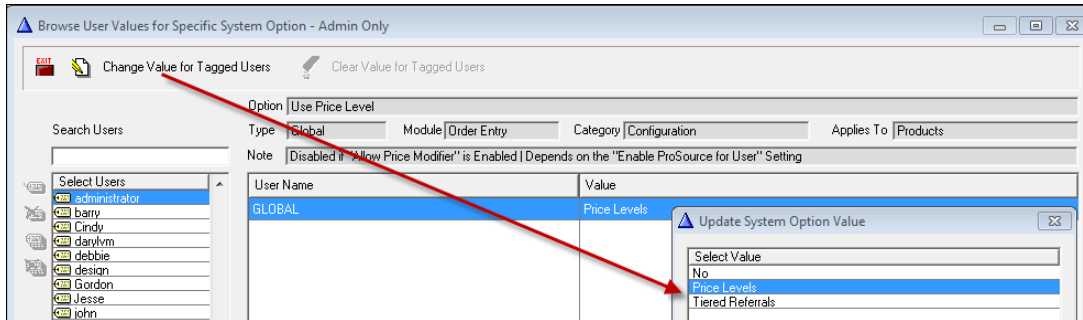 Browse User Values for Specific System Option - Admin Only
EXIT
Change Value for Tagged Users
Clear Value for Tagged Users
Option Use Price Level
Search Users
Type Global Module Order Entry Category Configuration Applies To Products
Note Disabled if "Allow Price Modifier" is Enabled | Depends on the "Enable ProSource for User" Setting
Select Users
administrator
barry
Cindy
darylvm
debbie
design
Gordon
Jesse
john
User Name Value
GLOBAL Price Levels
Update System Option Value
Select Value
No
Price Levels
Tiered Referrals